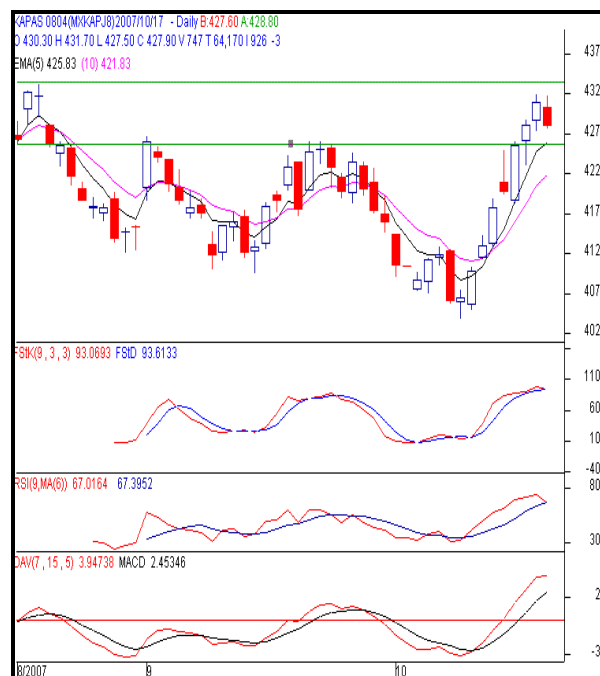 KAPAS 0804(MXKAPJ8)2007/10/17 - Daily B:427.60 A:428.80
O 430.30 H 431.70 L 427.50 C 427.90 V 747 T 64,170 I 926 -3
EMA(5) 425.83 (10) 421.83
437
432
427
422
417
412
407
402
FStK(9 , 3 , 3) 93.0693 FStD 93.6133
110
60
10
-40
RSI(9,MA(6)) 67.0164 67.3952
80
30
OAV(7 , 15 , 5) 3.94738 MACD 2.45346
2
-3
8/2007 9 10